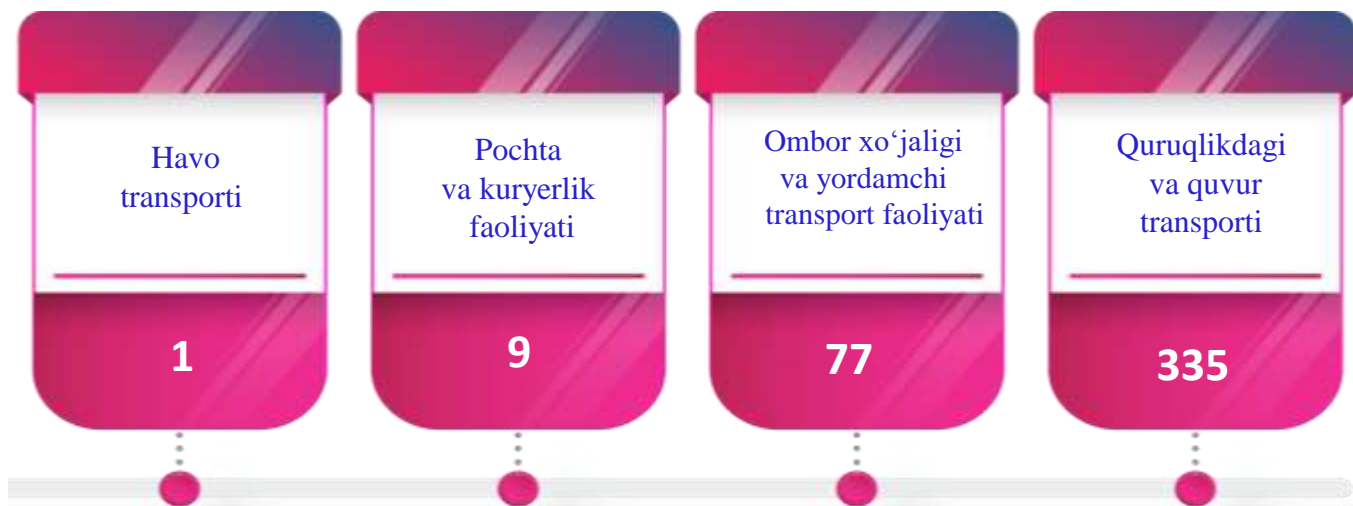 Havo
transporti
1
Pochta
va kuryerlik
faoliyati
9
Ombor xo‘jaligi
va yordamchi
transport faoliyati
77
Quruqlikdagi
va quvur
transporti
335